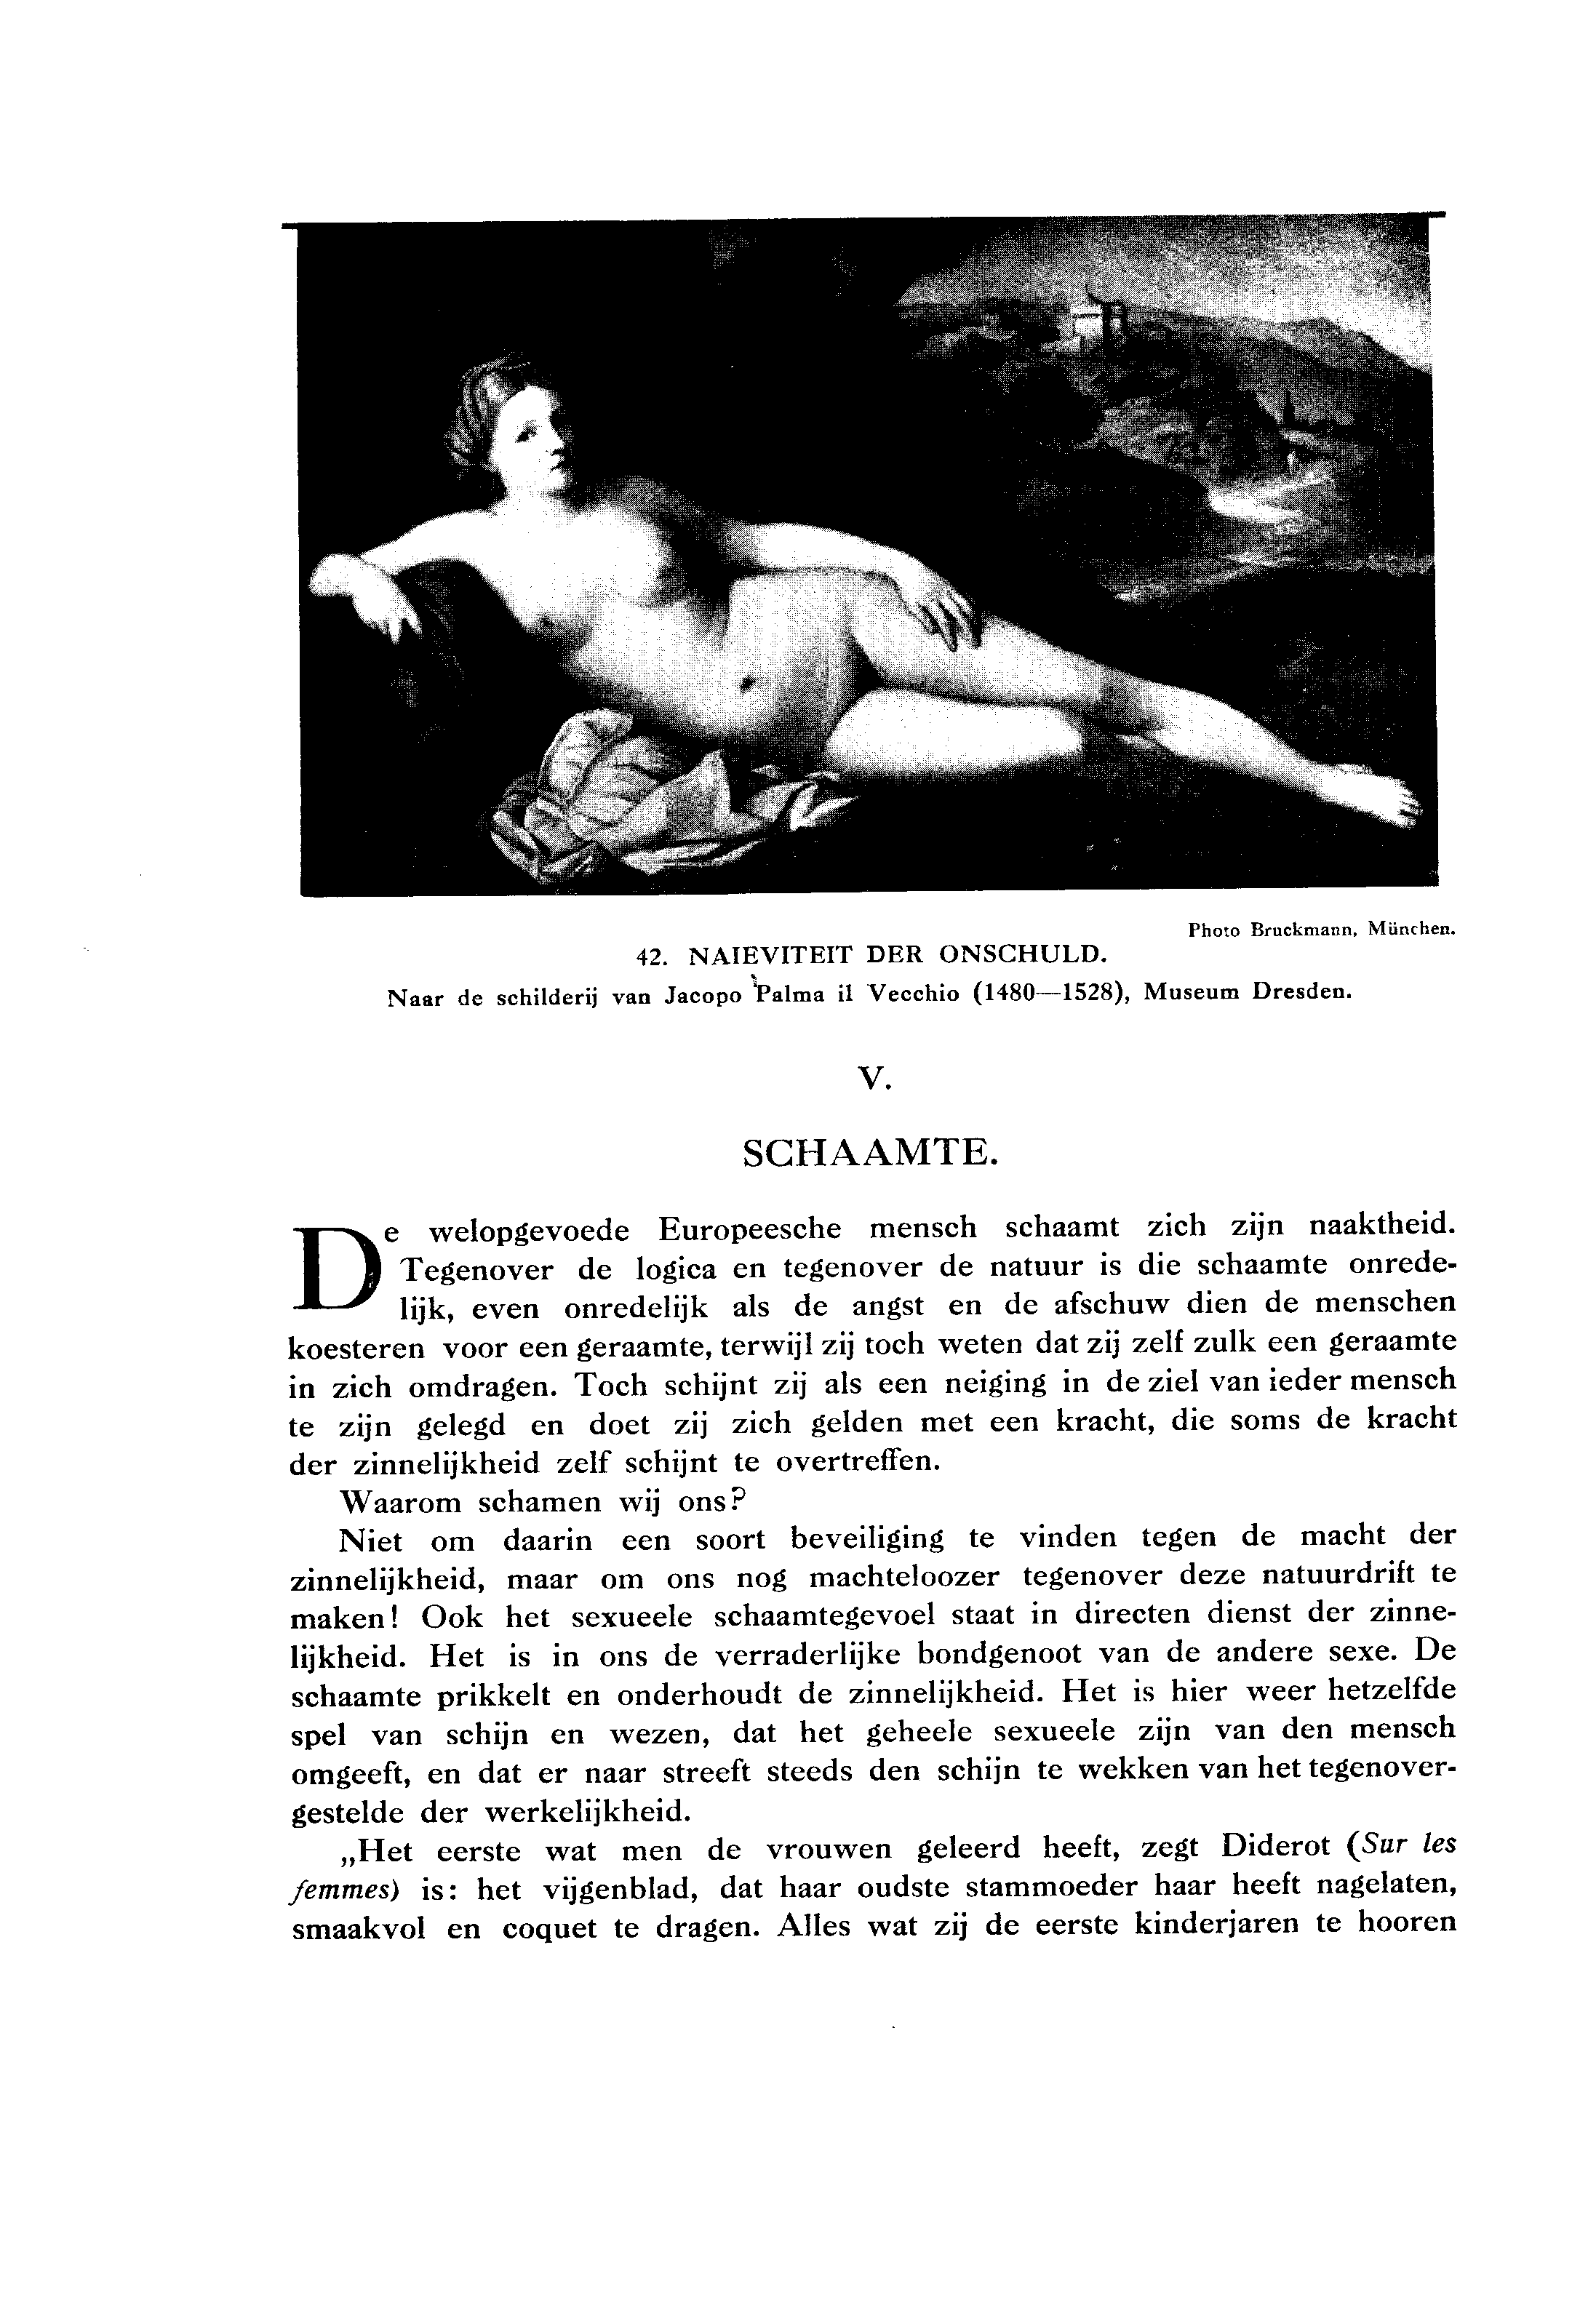 Photo Bruckmann, München.
42. NAIEVITEIT DER ONSCHULD.
Naar de schilderij van Jacopo Palma il Vecchio (1480—1528), Museum Dresden.
V.
SCHAAMTE.
De welopgevoede Europeesche mensch schaamt zich zijn naaktheid.
Tegenover de logica en tegenover de natuur is die schaamte onrede-
lijk, even onredelijk als de angst en de afschuw dien de menschen
koesteren voor een geraamte, terwijl zij toch weten dat zij zelf zulk een geraamte
in zich omdragen. Toch schijnt zij als een neiging in de ziel van ieder mensch
te zijn gelegd en doet zij zich gelden met een kracht, die soms de kracht
der zinnelijkheid zelf schijnt te overtreffen.
Waarom schamen wij ons?
Niet om daarin een soort beveiliging te vinden tegen de macht der
zinnelijkheid, maar om ons nog machteloozer tegenover deze natuurdrift te
maken! Ook het sexueele schaamtegevoel staat in directen dienst der zinne-
lijkheid. Het is in ons de verraderlijke bondgenoot van de andere sexe. De
schaamte prikkelt en onderhoudt de zinnelijkheid. Het is hier weer hetzelfde
spel van schijn en wezen, dat het geheele sexueele zijn van den mensch
omgeeft, en dat er naar streeft steeds den schijn te wekken van het tegenover-
gestelde der werkelijkheid.
„Het eerste wat men de vrouwen geleerd heeft, zegt Diderot (Sur les
femmes) is: het vijgenblad, dat haar oudste stammoeder haar heeft nagelaten,
smaakvol en coquet te dragen. Alles wat zij de eerste kinderjaren te hooren